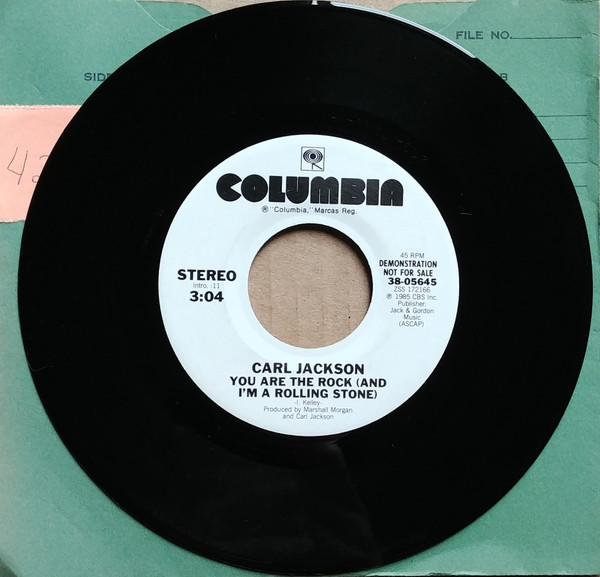 FILE NO.
SIDE
B
42
COLUMBIA
® "Columbia," Marcas Reg.
STEREO
Intro. :11
3:04
45 RPM
DEMONSTRATION
NOT FOR SALE
38-05645
ZSS 172166
℗ 1985 CBS Inc.
Publisher:
Jack & Gordon
Music
(ASCAP)
CARL JACKSON
YOU ARE THE ROCK (AND
I'M A ROLLING STONE)
-I. Kelley-
Produced by Marshall Morgan
and Carl Jackson